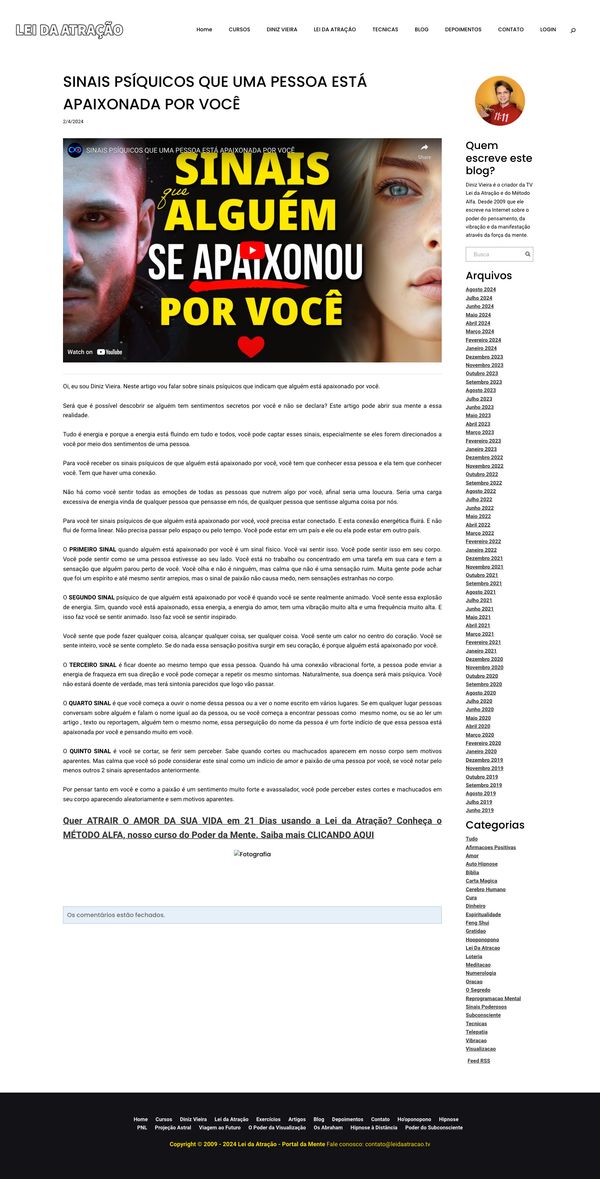 LEI DA ATRAÇÃO
Home CURSOS DINIZ VIEIRA LEI DA ATRAÇÃO TECNICAS BLOG DEPOIMENTOS CONTATO LOGIN
SINAIS PSÍQUICOS QUE UMA PESSOA ESTÁ
APAIXONADA POR VOCÊ
2/4/2024
SINAIS PSÍQUICOS QUE UMA PESSOA ESTÁ APAIXONADA POR VOCÊ
Share
SINAIS
que
ALGUÉM
SE APAIXONOU
POR VOCÊ
Watch on YouTube
Oi, eu sou Diniz Vieira. Neste artigo vou falar sobre sinais psíquicos que indicam que alguém está apaixonado por você.
Será que é possível descobrir se alguém tem sentimentos secretos por você e não se declara? Este artigo pode abrir sua mente a essa
realidade.
Tudo é energia e porque a energia está fluindo em tudo e todos, você pode captar esses sinais, especialmente se eles forem direcionados a
você por meio dos sentimentos de uma pessoa.
Para você receber os sinais psíquicos de que alguém está apaixonado por você, você tem que conhecer essa pessoa e ela tem que conhecer
você. Tem que haver uma conexão.
Não há como você sentir todas as emoções de todas as pessoas que nutrem algo por você, afinal seria uma loucura. Seria uma carga
excessiva de energia vinda de qualquer pessoa que pensasse em nós, de qualquer pessoa que sentisse alguma coisa por nós.
Para você ter sinais psíquicos de que alguém está apaixonado por você, você precisa estar conectado. E esta conexão energética fluirá. E não
flui de forma linear. Não precisa passar pelo espaço ou pelo tempo. Você pode estar em um país e ele ou ela pode estar em outro país.
O PRIMEIRO SINAL quando alguém está apaixonado por você é um sinal físico. Você vai sentir isso. Você pode sentir isso em seu corpo.
Você pode sentir como se uma pessoa estivesse ao seu lado. Você está no trabalho ou concentrado em uma tarefa em sua cara e tem a
sensação que alguém parou perto de você. Você olha e não é ninguém, mas calma que não é uma sensação ruim. Muita gente pode achar
que foi um espírito e até mesmo sentir arrepios, mas o sinal de paixão não causa medo, nem sensações estranhas no corpo.
O SEGUNDO SINAL psíquico de que alguém está apaixonado por você é quando você se sente realmente animado. Você sente essa explosão
de energia. Sim, quando você está apaixonado, essa energia, a energia do amor, tem uma vibração muito alta e uma frequência muito alta. E
isso faz você se sentir animado. Isso faz você se sentir inspirado.
Você sente que pode fazer qualquer coisa, alcançar qualquer coisa, ser qualquer coisa. Você sente um calor no centro do coração. Você se
sente inteiro, você se sente completo. Se do nada essa sensação positiva surgir em seu coração, é porque alguém está apaixonado por você.
O TERCEIRO SINAL é ficar doente ao mesmo tempo que essa pessoa. Quando há uma conexão vibracional forte, a pessoa pode enviar a
energia de fraqueza em sua direção e você pode começar a repetir os mesmo sintomas. Naturalmente, sua doença será mais psíquica. Você
não estará doente de verdade, mas terá sintonia parecidos que logo vão passar.
O QUARTO SINAL é que você começa a ouvir o nome dessa pessoa ou a ver o nome escrito em vários lugares. Se em qualquer lugar pessoas
conversam sobre alguém e falam o nome igual ao da pessoa, ou se você começa a encontrar pessoas como mesmo nome, ou se ao ler um
artigo , texto ou reportagem, alguém tem o mesmo nome, essa perseguição do nome da pessoa é um forte indício de que essa pessoa está
apaixonada por você e pensando muito em você.
O QUINTO SINAL é você se cortar, se ferir sem perceber. Sabe quando cortes ou machucados aparecem em nosso corpo sem motivos
aparentes. Mas calma que você só pode considerar este sinal como um indício de amor e paixão de uma pessoa por você, se você notar pelo
menos outros 2 sinais apresentados anteriormente.
Por pensar tanto em você e como a paixão é um sentimento muito forte e avassalador, você pode perceber estes cortes e machucados em
seu corpo aparecendo aleatoriamente e sem motivos aparentes.
Quer ATRAIR O AMOR DA SUA VIDA em 21 Dias usando a Lei da Atração? Conheça o
MÉTODO ALFA, nosso curso do Poder da Mente. Saiba mais CLICANDO AQUI
Fotografia
Os comentários estão fechados.
11:11
Quem
escreve este
blog?
Diniz Vieira é o criador da TV
Lei da Atração e do Método
Alfa. Desde 2009 que ele
escreve na Internet sobre o
poder do pensamento, da
vibração e da manifestação
através da força da mente.
Busca
Arquivos
Agosto 2024
Julho 2024
Junho 2024
Maio 2024
Abril 2024
Março 2024
Fevereiro 2024
Janeiro 2024
Dezembro 2023
Novembro 2023
Outubro 2023
Setembro 2023
Agosto 2023
Julho 2023
Junho 2023
Maio 2023
Abril 2023
Março 2023
Fevereiro 2023
Janeiro 2023
Dezembro 2022
Novembro 2022
Outubro 2022
Setembro 2022
Agosto 2022
Julho 2022
Junho 2022
Maio 2022
Abril 2022
Março 2022
Fevereiro 2022
Janeiro 2022
Dezembro 2021
Novembro 2021
Outubro 2021
Setembro 2021
Agosto 2021
Julho 2021
Junho 2021
Maio 2021
Abril 2021
Março 2021
Fevereiro 2021
Janeiro 2021
Dezembro 2020
Novembro 2020
Outubro 2020
Setembro 2020
Agosto 2020
Julho 2020
Junho 2020
Maio 2020
Abril 2020
Março 2020
Fevereiro 2020
Janeiro 2020
Dezembro 2019
Novembro 2019
Outubro 2019
Setembro 2019
Agosto 2019
Julho 2019
Junho 2019
Categorias
Tudo
Afirmacoes Positivas
Amor
Auto Hipnose
Bíblia
Carta Magica
Cerebro Humano
Cura
Dinheiro
Espiritualidade
Feng Shui
Gratidao
Hooponopono
Lei Da Atracao
Loteria
Meditacao
Numerologia
Oracao
O Segredo
Reprogramacao Mental
Sinais Poderosos
Subconsciente
Tecnicas
Telepatia
Vibracao
Visualizacao
Feed RSS
Home Cursos Diniz Vieira Lei da Atração Exercícios Artigos Blog Depoimentos Contato Ho'oponopono Hipnose
PNL Projeção Astral Viagem ao Futuro O Poder da Visualização Os Abraham Hipnose à Distância Poder do Subconsciente
Copyright © 2009 - 2024 Lei da Atração - Portal da Mente Fale conosco: contato@leidaatracao.tv